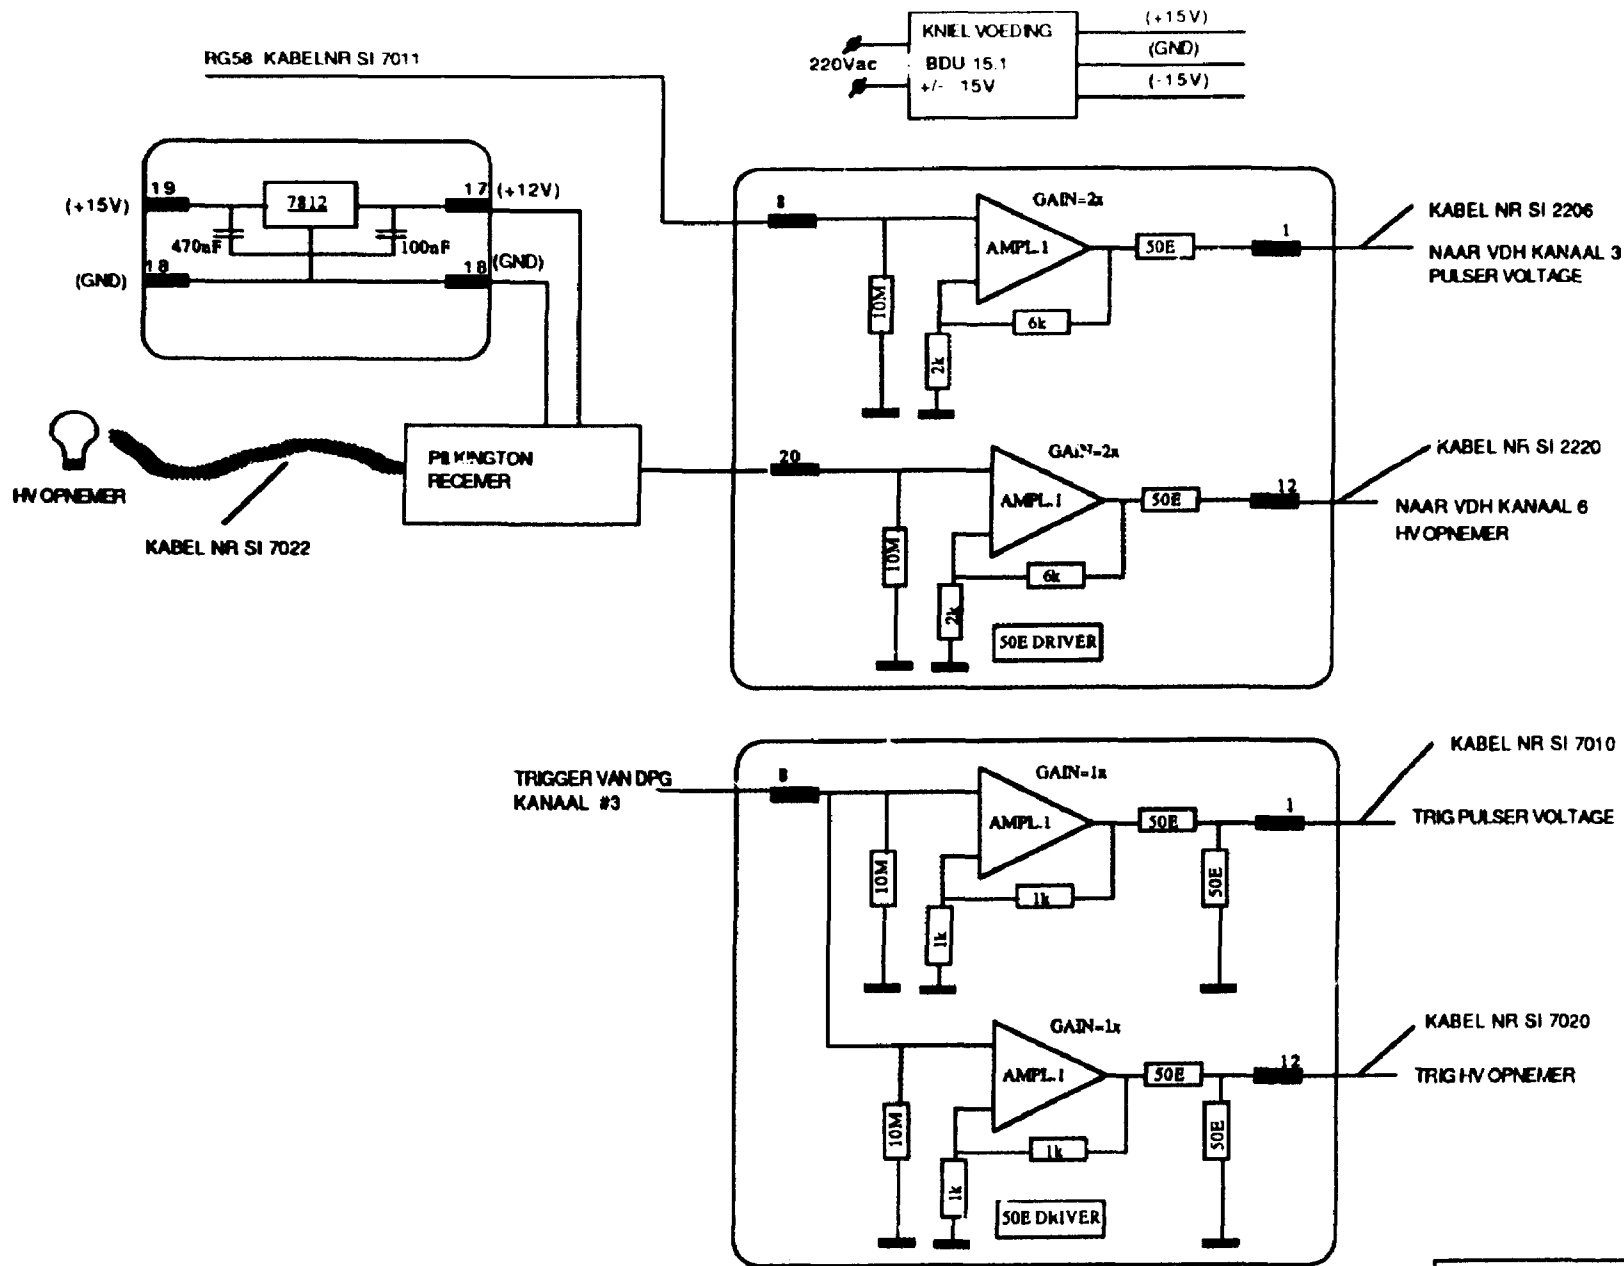 KNIEL VOEDING
BDU 15.1
+/- 15V
220Vac
(+15V)
(GND)
(-15V)
RG58 KABELNR SI 7011
19
(+15V)
7812
17
(+12V)
470nF
100nF
18
(GND)
18
(GND)
HV OPNEMER
KABEL NR SI 7022
PILKINGTON
RECEIVER
8
GAIN=2x
AMPL.1
10M
6k
2k
50E
1
KABEL NR SI 2206
NAAR VDH KANAAL 3
PULSER VOLTAGE
20
GAIN=2x
AMPL.1
10M
6k
2k
50E
12
KABEL NR SI 2220
NAAR VDH KANAAL 6
HV OPNEMER
50E DRIVER
TRIGGER VAN DPG
KANAAL #3
8
GAIN=1x
AMPL.1
10M
1k
1k
50E
50E
1
KABEL NR SI 7010
TRIG PULSER VOLTAGE
GAIN=1x
AMPL.1
10M
1k
1k
50E
50E
12
KABEL NR SI 7020
TRIG HV OPNEMER
50E DRIVER